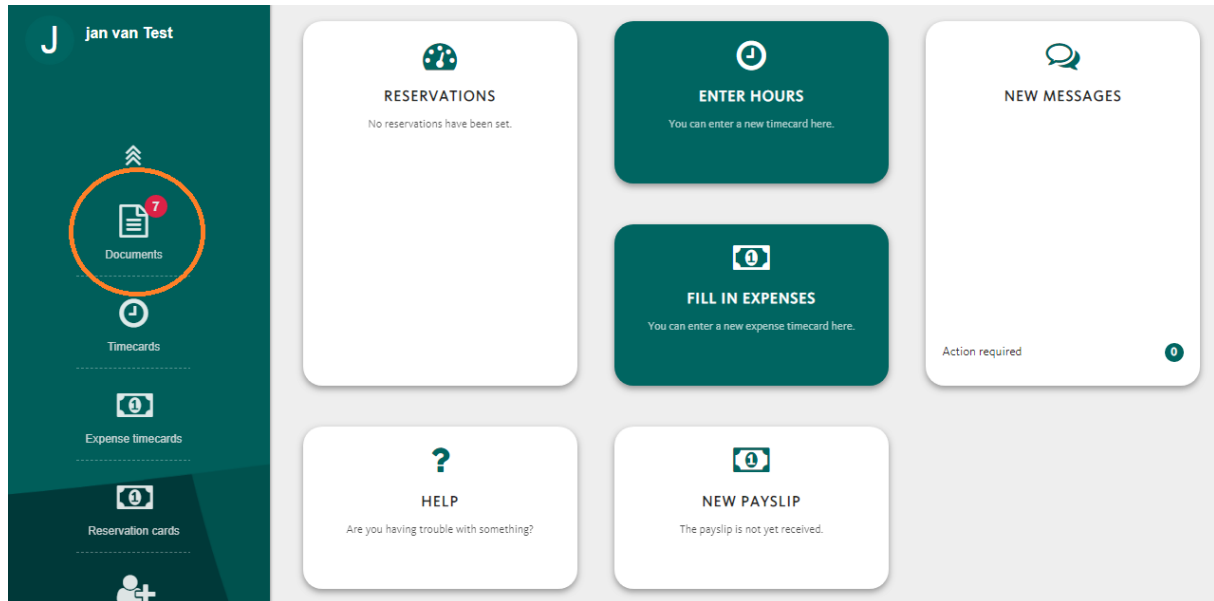 J
jan van Test
7
Documents
Timecards
Expense timecards
Reservation cards
RESERVATIONS
No reservations have been set.
ENTER HOURS
You can enter a new timecard here.
FILL IN EXPENSES
You can enter a new expense timecard here.
NEW MESSAGES
Action required
0
HELP
Are you having trouble with something?
NEW PAYSLIP
The payslip is not yet received.